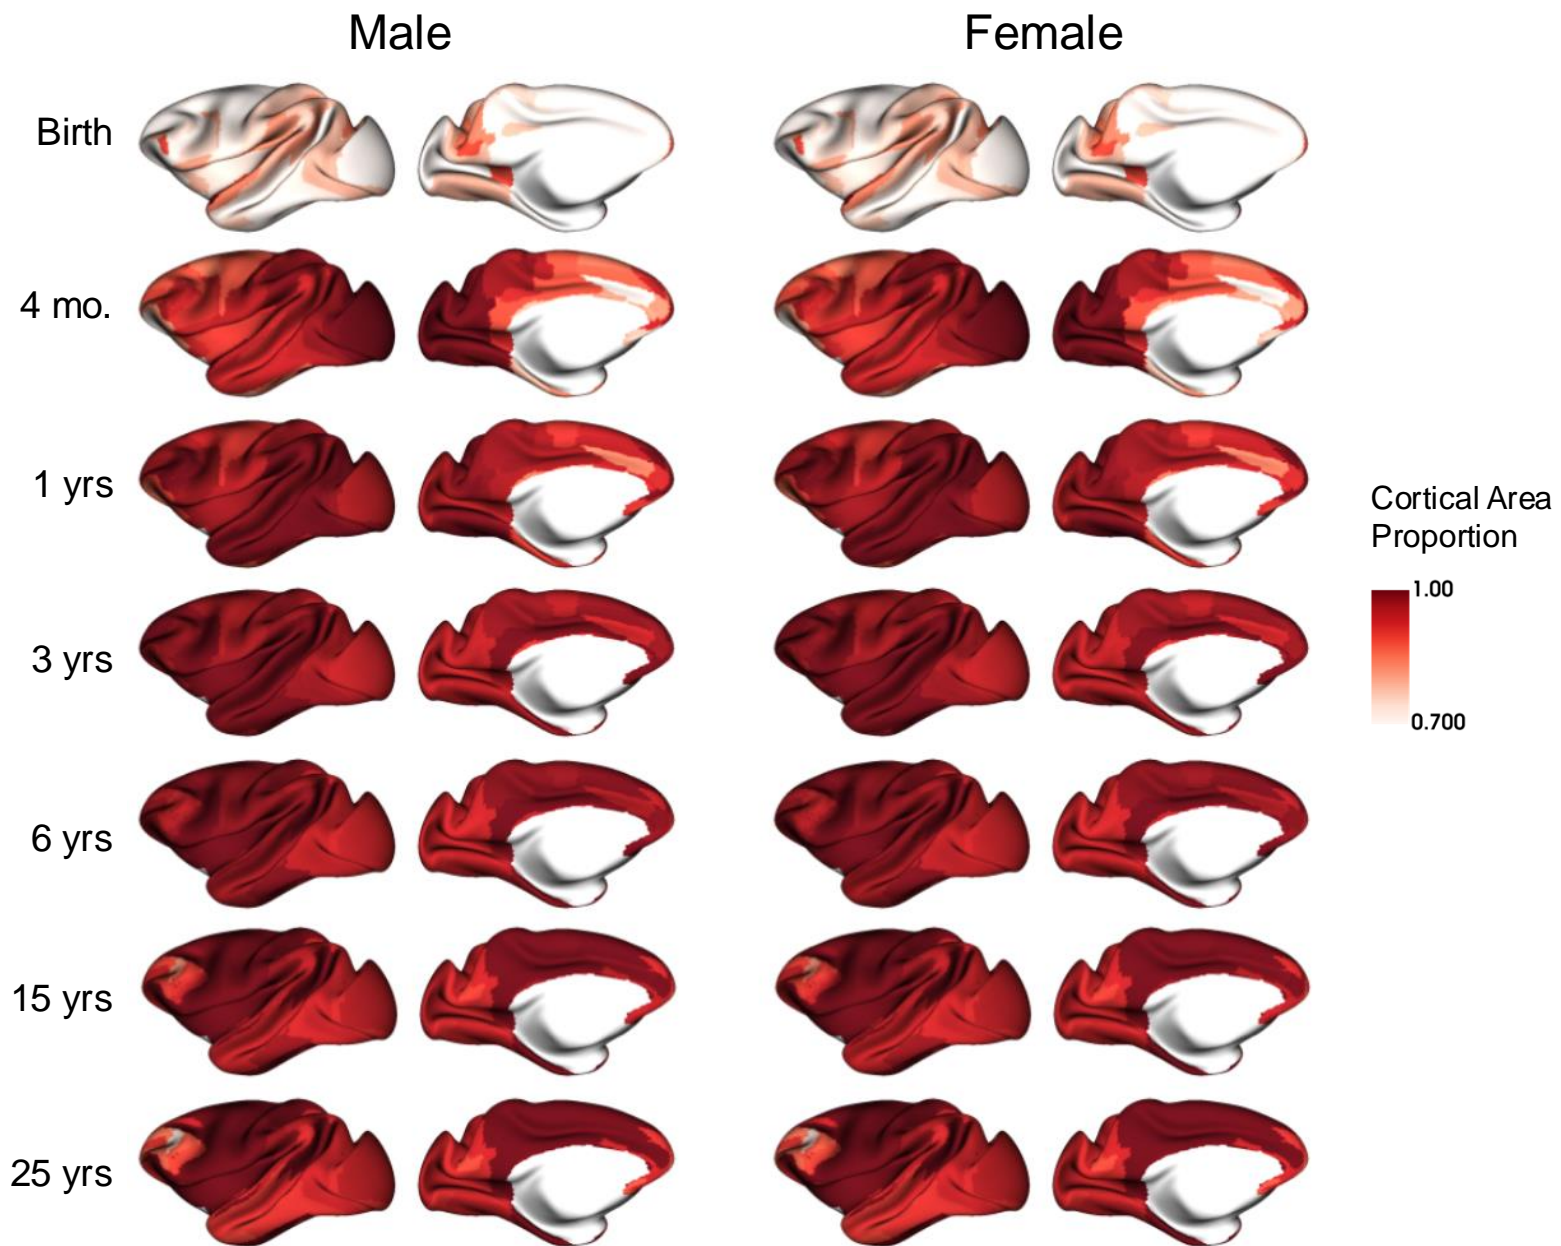 Male
Female
Birth
4 mo.
1 yrs
3 yrs
6 yrs
15 yrs
25 yrs
Cortical Area
Proportion
1.00
0.700